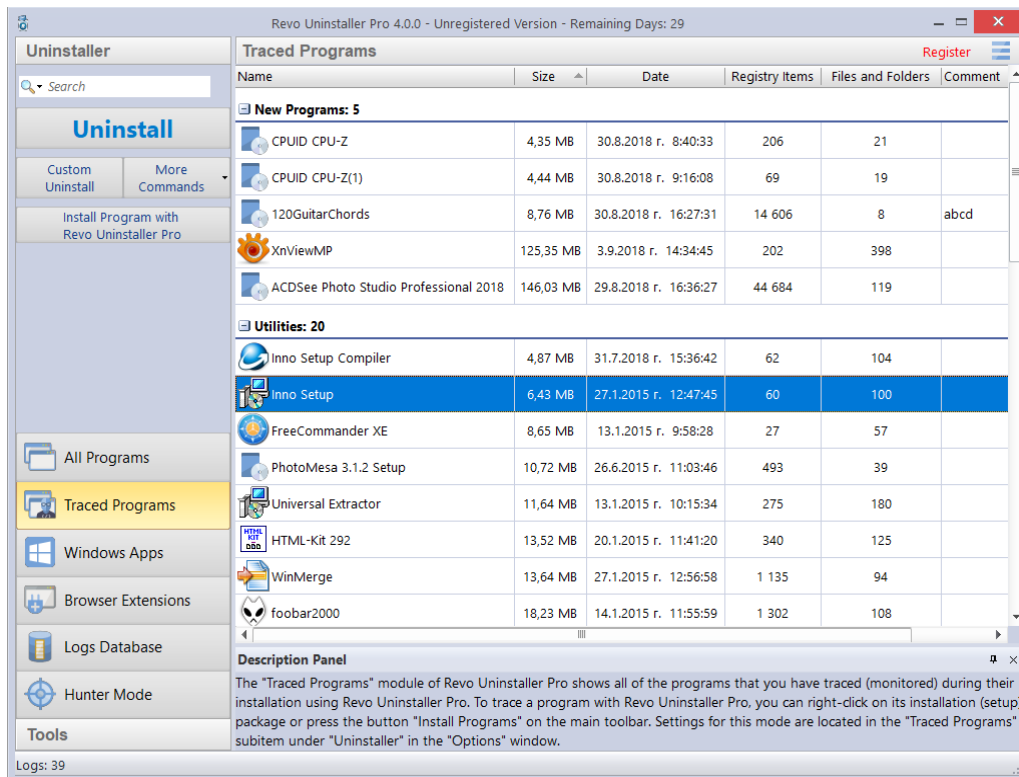 Revo Uninstaller Pro 4.0.0 - Unregistered Version - Remaining Days: 29
Uninstaller
Search
Uninstall
Custom Uninstall
More Commands
Install Program with
Revo Uninstaller Pro
All Programs
Traced Programs
Windows Apps
Browser Extensions
Logs Database
Hunter Mode
Tools
Traced Programs
Register
Name Size Date Registry Items Files and Folders Comment
New Programs: 5
CPUID CPU-Z 4,35 MB 30.8.2018 г. 8:40:33 206 21
CPUID CPU-Z(1) 4,44 MB 30.8.2018 г. 9:16:08 69 19
120GuitarChords 8,76 MB 30.8.2018 г. 16:27:31 14 606 8 abcd
XnViewMP 125,35 MB 3.9.2018 г. 14:34:45 202 398
ACDSee Photo Studio Professional 2018 146,03 MB 29.8.2018 г. 16:36:27 44 684 119
Utilities: 20
Inno Setup Compiler 4,87 MB 31.7.2018 г. 15:36:42 62 104
Inno Setup 6,43 MB 27.1.2015 г. 12:47:45 60 100
FreeCommander XE 8,65 MB 13.1.2015 г. 9:58:28 27 57
PhotoMesa 3.1.2 Setup 10,72 MB 26.6.2015 г. 11:03:46 493 39
Universal Extractor 11,64 MB 13.1.2015 г. 10:15:34 275 180
HTML KIT HTML-Kit 292 13,52 MB 20.1.2015 г. 11:41:20 340 125
WinMerge 13,64 MB 27.1.2015 г. 12:56:58 1 135 94
foobar2000 18,23 MB 14.1.2015 г. 11:55:59 1 302 108
Description Panel
The "Traced Programs" module of Revo Uninstaller Pro shows all of the programs that you have traced (monitored) during their
installation using Revo Uninstaller Pro. To trace a program with Revo Uninstaller Pro, you can right-click on its installation (setup)
package or press the button "Install Programs" on the main toolbar. Settings for this mode are located in the "Traced Programs"
subitem under "Uninstaller" in the "Options" window.
Logs: 39